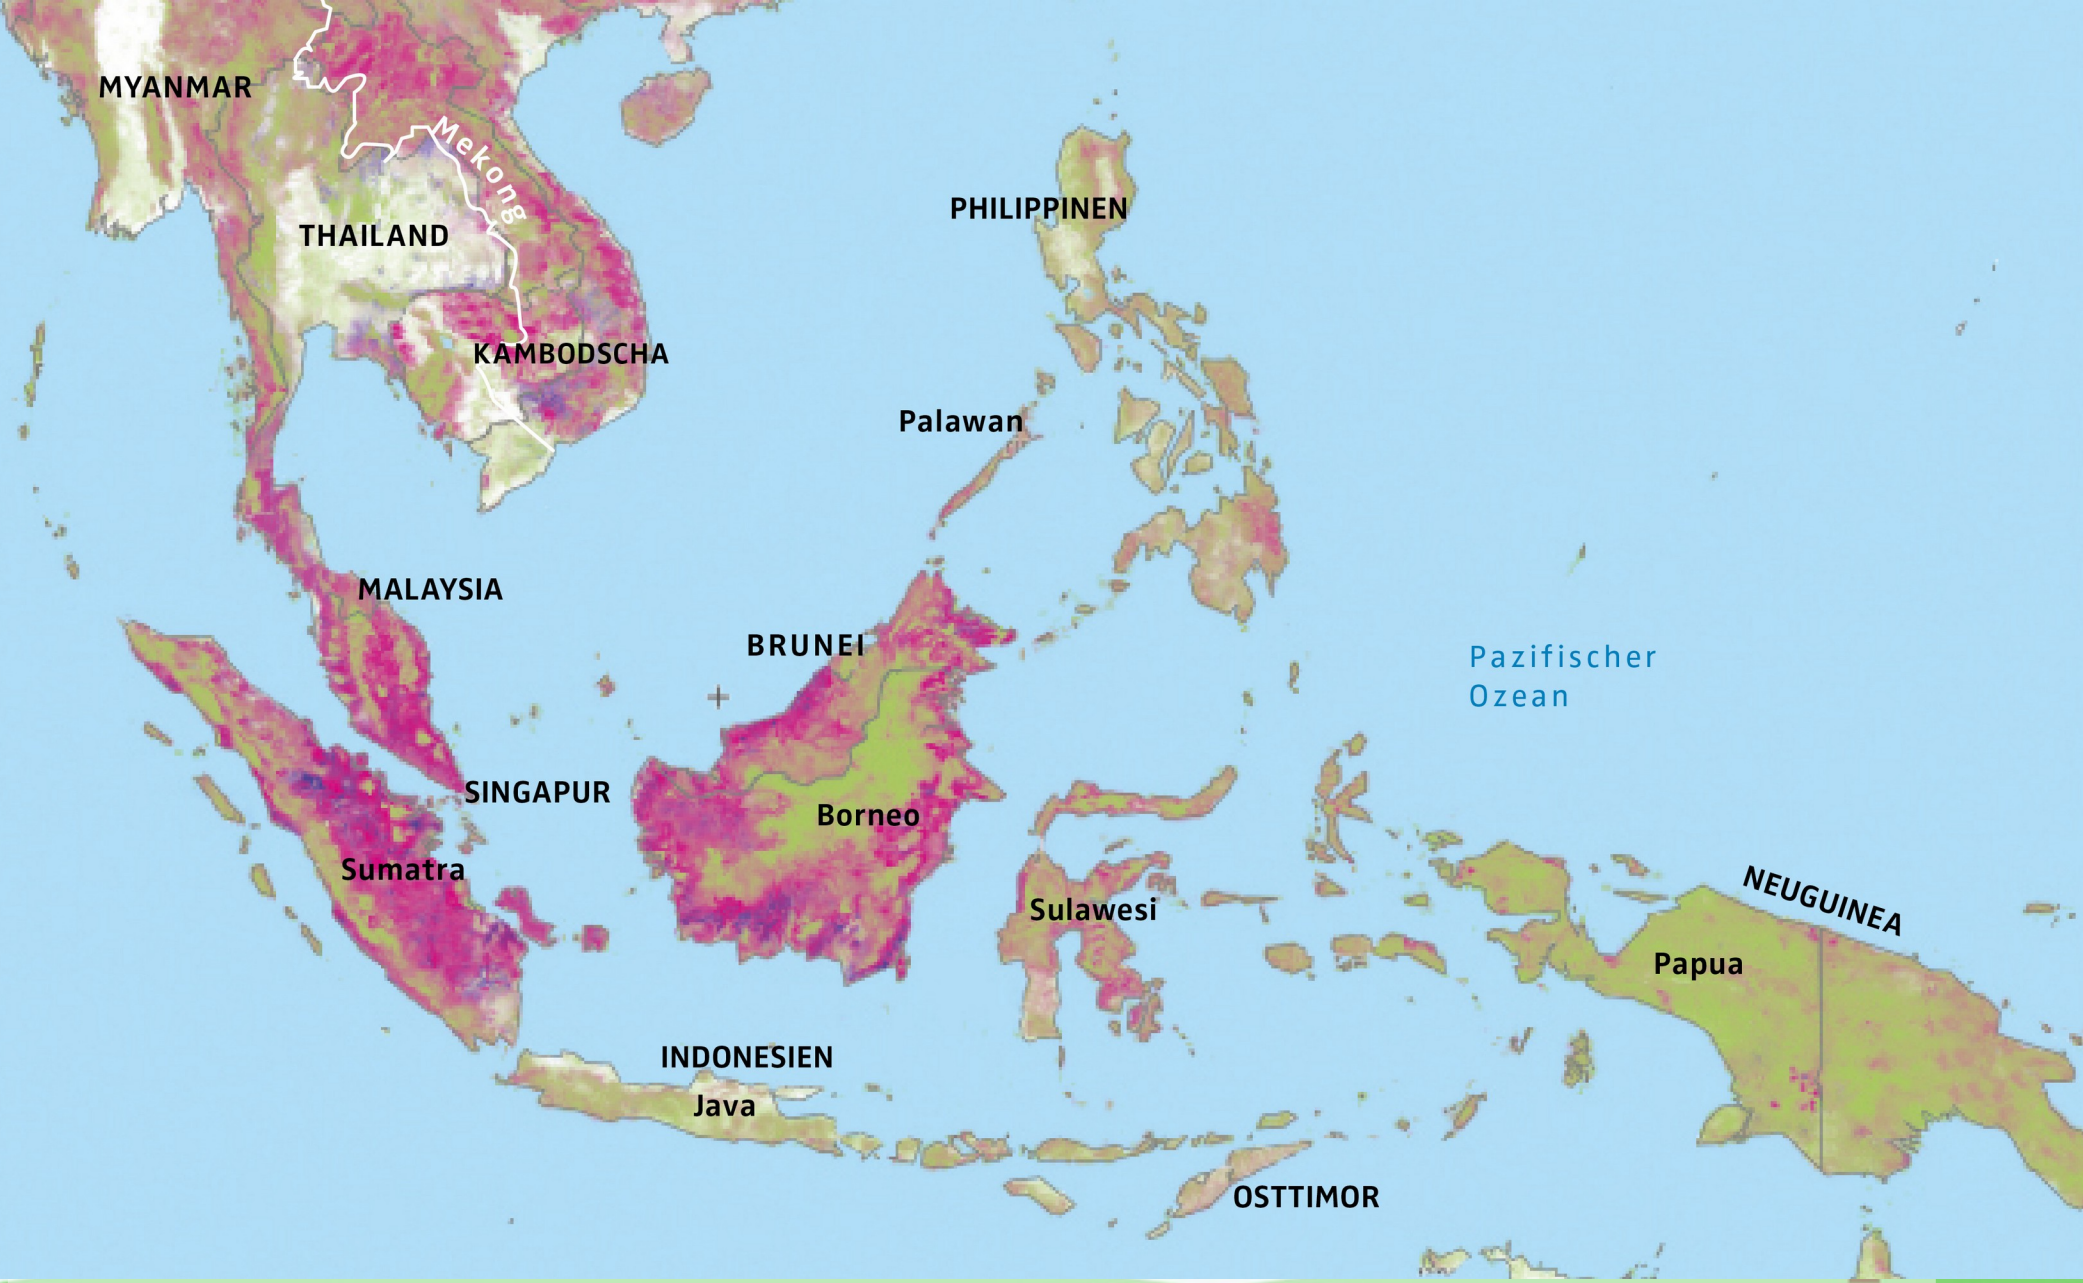 MYANMAR
Mekong
THAILAND
PHILIPPINEN
KAMBODSCHA
Palawan
MALAYSIA
BRUNEI
Pazifischer
Ozean
SINGAPUR
Borneo
Sumatra
Sulawesi
NEUGUINEA
Papua
INDONESIEN
Java
OSTTIMOR